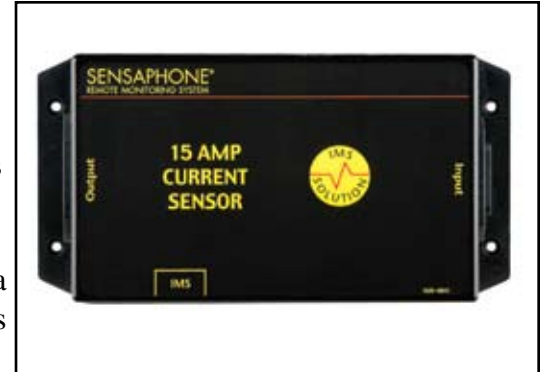 SENSAPHONE®
REMOTE MONITORING SYSTEM
Output
15 AMP
CURRENT
SENSOR
IMS
SOLUTION
Input
IMS
a
s